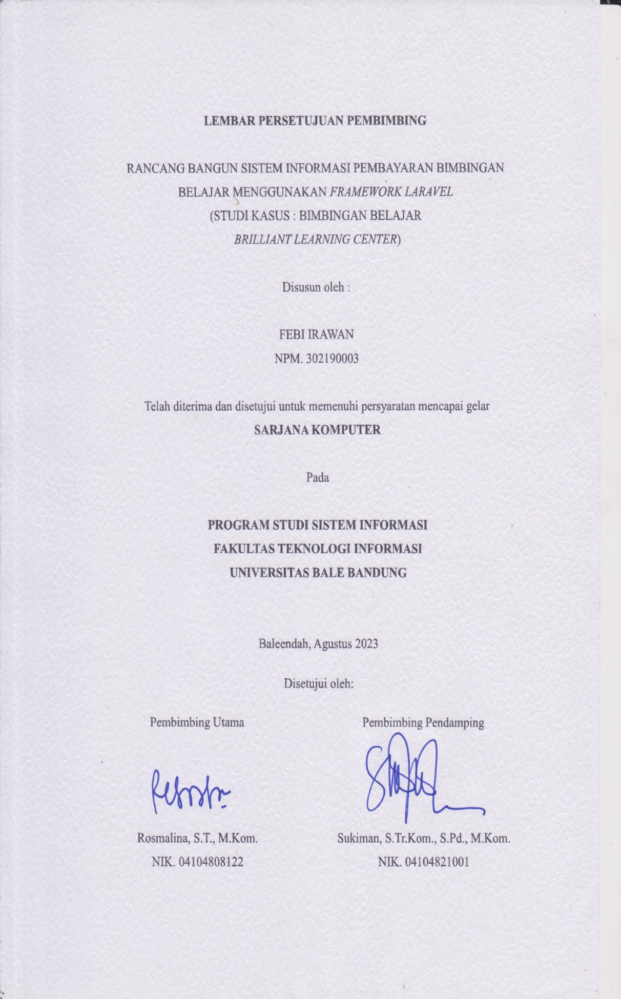 LEMBAR PERSETUJUAN PEMBIMBING
RANCANG BANGUN SISTEM INFORMASI PEMBAYARAN BIMBINGAN
BELAJAR MENGGUNAKAN FRAMEWORK LARAVEL
(STUDI KASUS : BIMBINGAN BELAJAR
BRILLIANT LEARNING CENTER)
Disusun oleh :
FEBI IRAWAN
NPM. 302190003
Telah diterima dan disetujui untuk memenuhi persyaratan mencapai gelar
SARJANA KOMPUTER
Pada
PROGRAM STUDI SISTEM INFORMASI
FAKULTAS TEKNOLOGI INFORMASI
UNIVERSITAS BALE BANDUNG
Baleendah, Agustus 2023
Disetujui oleh:
Pembimbing Utama
Pembimbing Pendamping
Rosmalina, S.T., M.Kom.
Sukiman, S.Tr.Kom., S.Pd., M.Kom.
NIK. 04104808122
NIK. 04104821001